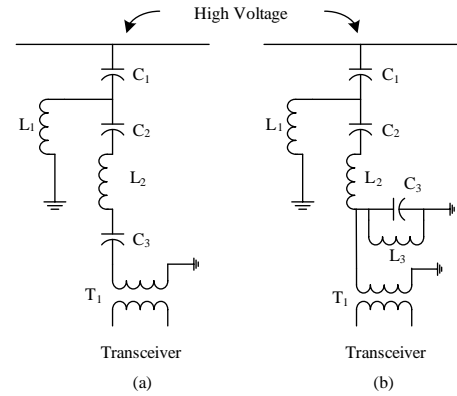 High Voltage
C1
C1
L1
L1
C2
C2
L2
L2
C3
C3
L3
T1
T1
Transceiver
Transceiver
(a)
(b)